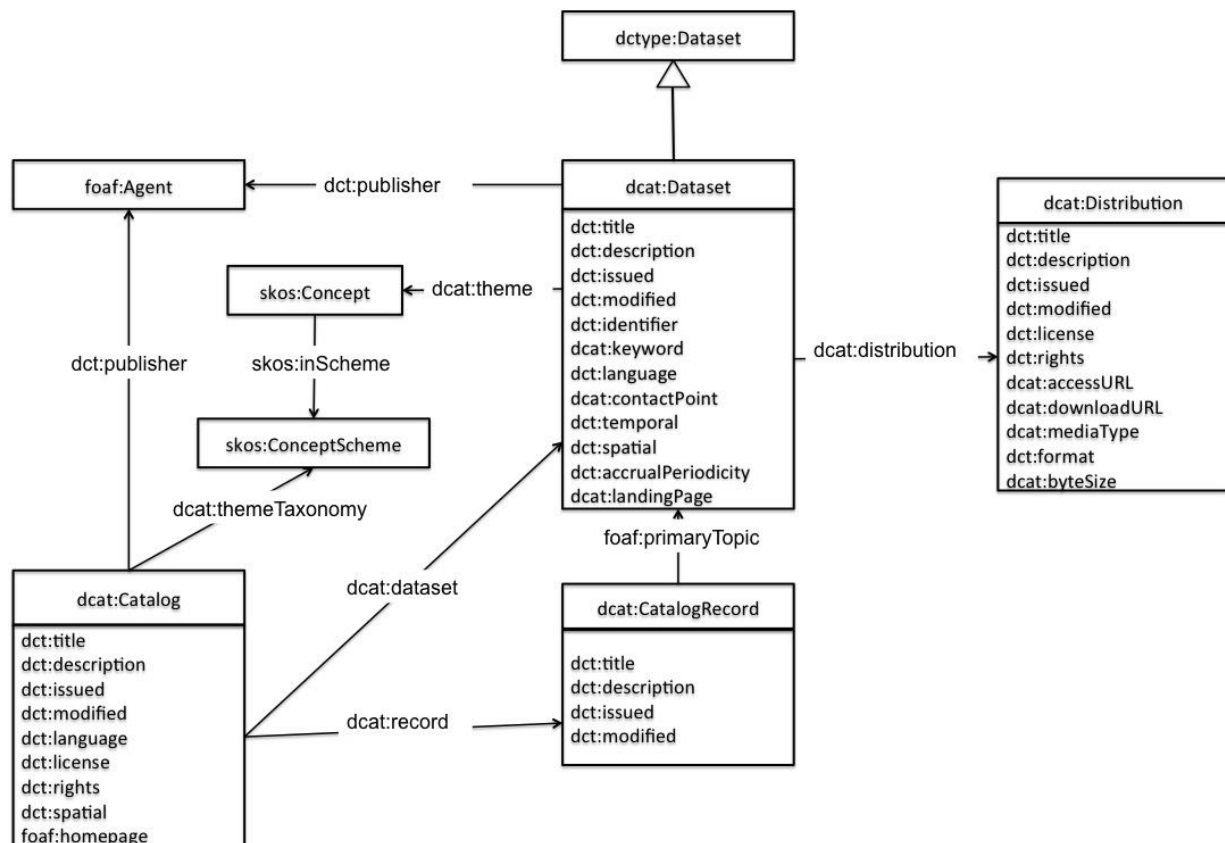 dctype:Dataset
foaf:Agent
dct:publisher
dcat:Dataset
dct:title
dct:description
dct:issued
dct:modified
dct:identifier
dcat:keyword
dct:language
dcat:contactPoint
dct:temporal
dct:spatial
dct:accrualPeriodicity
dcat:landingPage
dcat:Distribution
dct:title
dct:description
dct:issued
dct:modified
dct:license
dct:rights
dcat:accessURL
dcat:downloadURL
dcat:mediaType
dct:format
dcat:byteSize
skos:Concept
dcat:theme
dct:publisher
skos:inScheme
dcat:distribution
skos:ConceptScheme
dcat:themeTaxonomy
foaf:primaryTopic
dcat:dataset
dcat:Catalog
dct:title
dct:description
dct:issued
dct:modified
dct:language
dct:license
dct:rights
dct:spatial
foaf:homepage
dcat:record
dcat:CatalogRecord
dct:title
dct:description
dct:issued
dct:modified